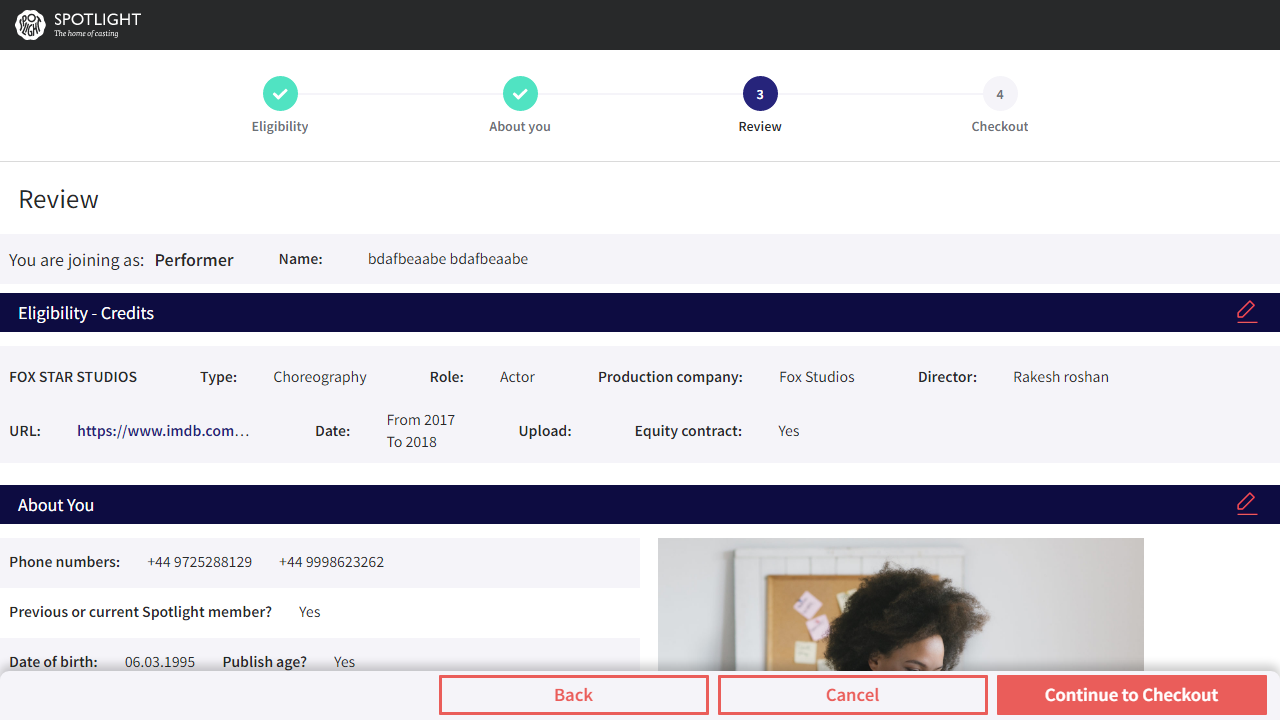 SPOTLIGHT
The home of casting
Eligibility
About you
3
Review
4
Checkout
Review
You are joining as: Performer Name: bdafbeaabe bdafbeaabe
Eligibility - Credits
FOX STAR STUDIOS Type: Choreography Role: Actor Production company: Fox Studios Director: Rakesh roshan
URL: https://www.imdb.com… Date: From 2017 To 2018 Upload: Equity contract: Yes
About You
Phone numbers: +44 9725288129 +44 9998623262
Previous or current Spotlight member? Yes
Date of birth: 06.03.1995 Publish age? Yes
Back Cancel Continue to Checkout